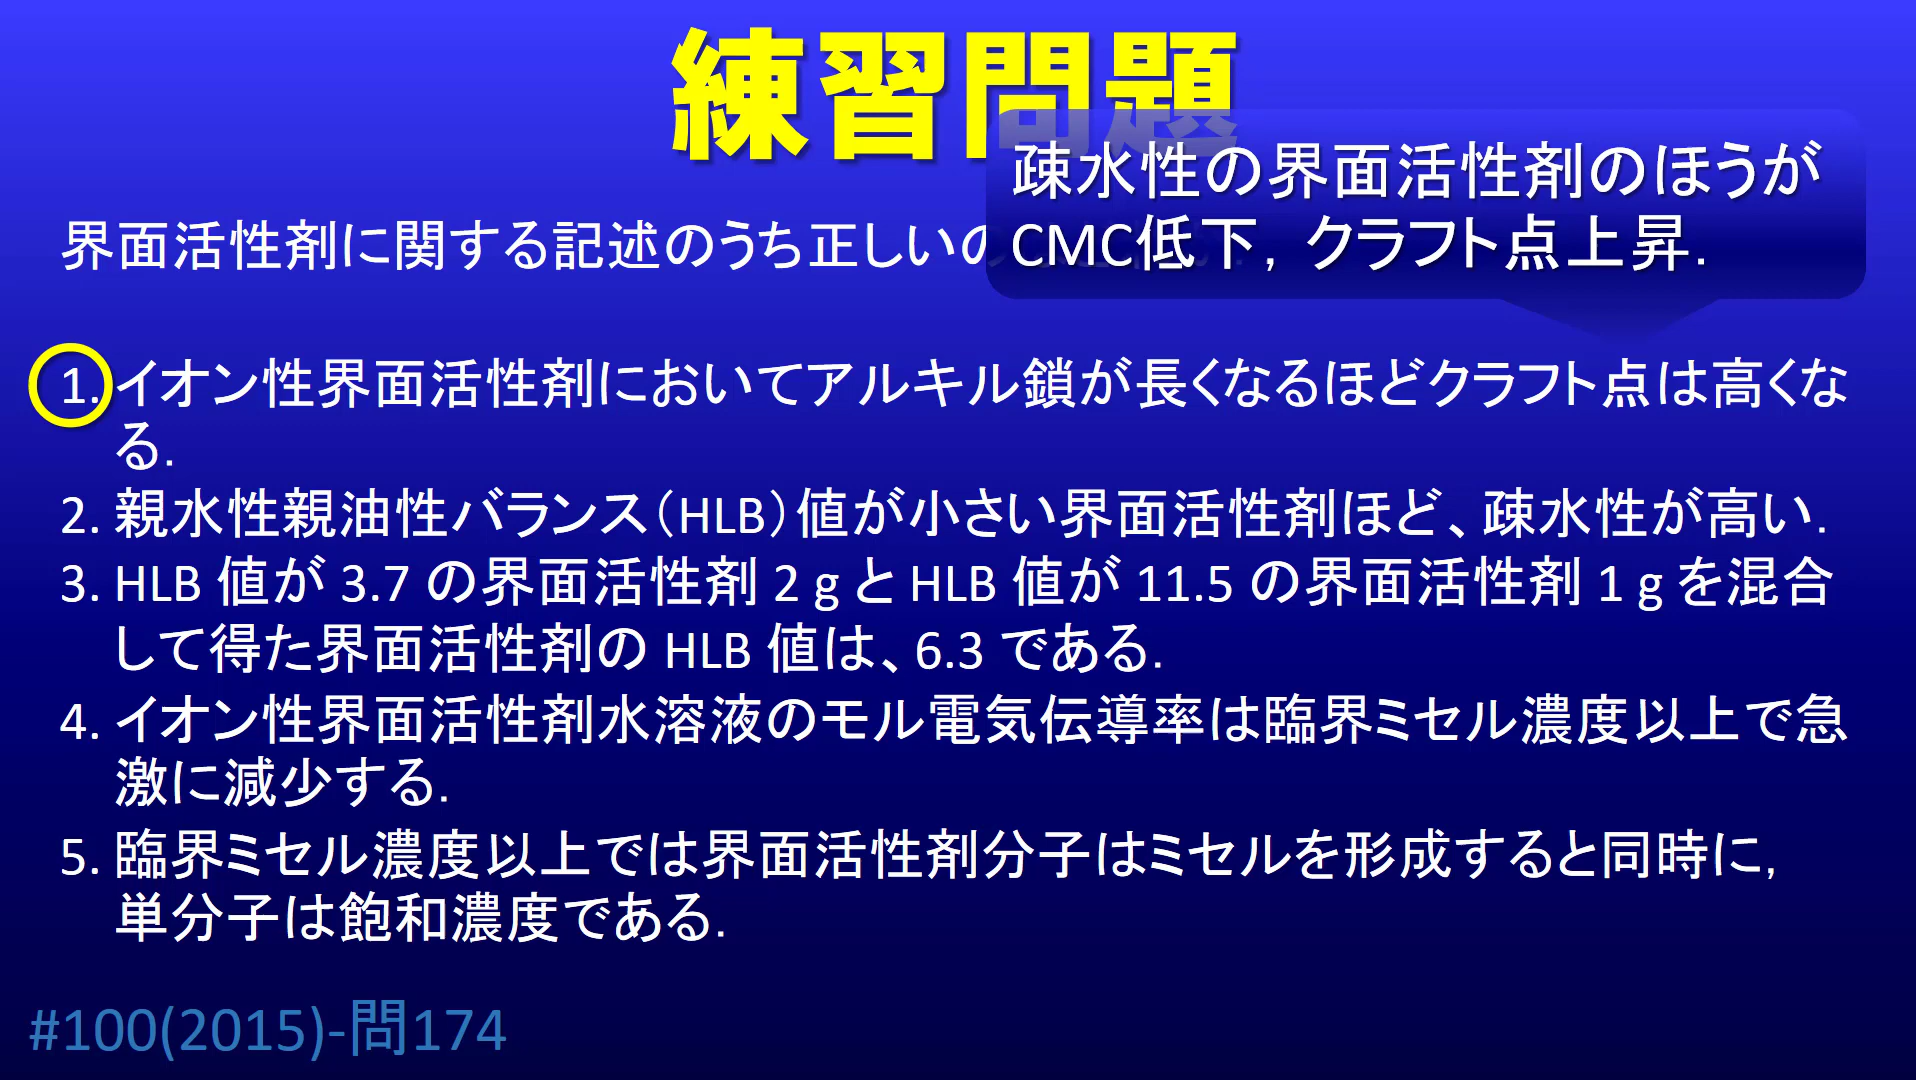 練習問題
疎水性の界面活性剤のほうが
CMC低下，クラフト点上昇．
界面活性剤に関する記述のうち正しいの
1. イオン性界面活性剤においてアルキル鎖が長くなるほどクラフト点は高くな
る．
2. 親水性親油性バランス（HLB）値が小さい界面活性剤ほど、疎水性が高い．
3. HLB 値が 3.7 の界面活性剤 2 g と HLB 値が 11.5 の界面活性剤 1 g を混合
して得た界面活性剤の HLB 値は、6.3 である．
4. イオン性界面活性剤水溶液のモル電気伝導率は臨界ミセル濃度以上で急
激に減少する．
5. 臨界ミセル濃度以上では界面活性剤分子はミセルを形成すると同時に，
単分子は飽和濃度である．
#100(2015)-問174